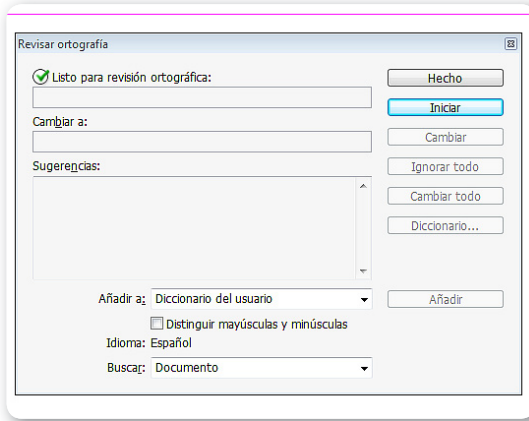 Revisar ortografía
Listo para revisión ortográfica:
Hecho
Iniciar
Cambiar a:
Cambiar
Sugerencias:
Ignorar todo
Cambiar todo
Diccionario...
Añadir a: Diccionario del usuario
Añadir
Distinguir mayúsculas y minúsculas
Idioma: Español
Buscar: Documento